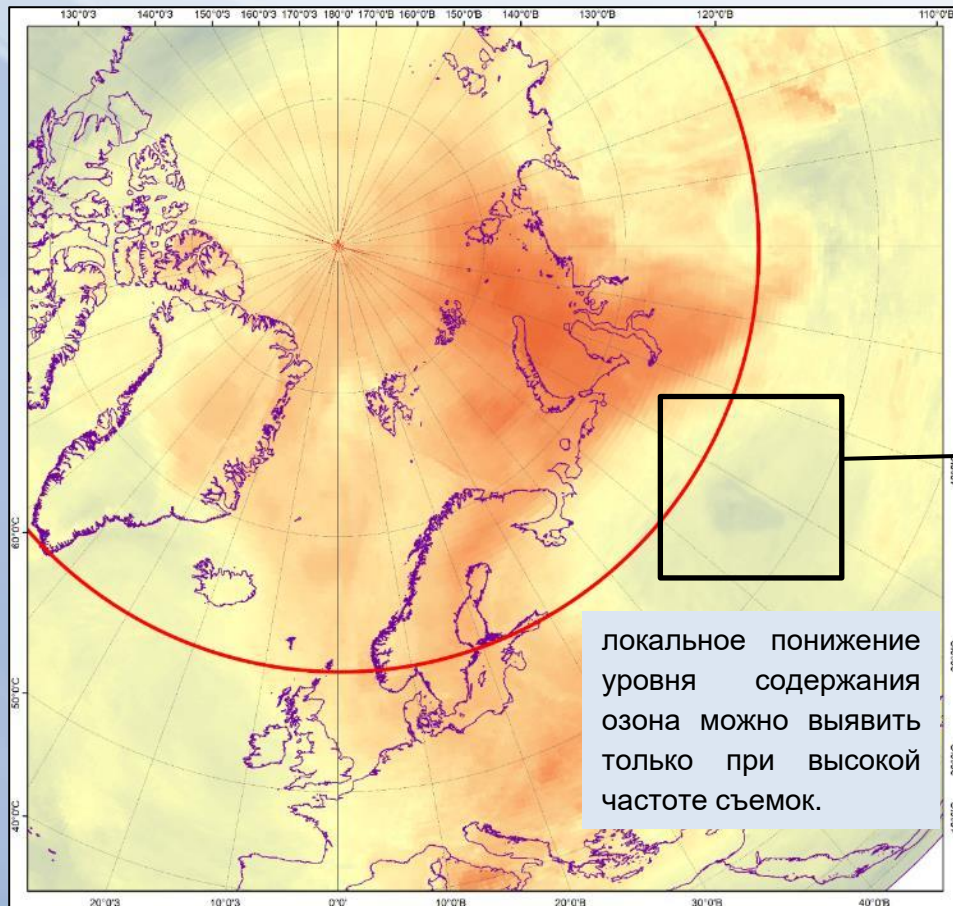 130°0'З 140°0'З 150°0'З 160°0'З 170°0'З 180°0' 170°0'В 160°0'В 150°0'В 140°0'В 130°0'В 120°0'В 110°0'В
60°0'С
50°0'С
40°0'С
локальное понижение
уровня содержания
озона можно выявить
только при высокой
частоте съемок.
20°0'З 10°0'З 0°0' 10°0'В 20°0'В 30°0'В 40°0'В